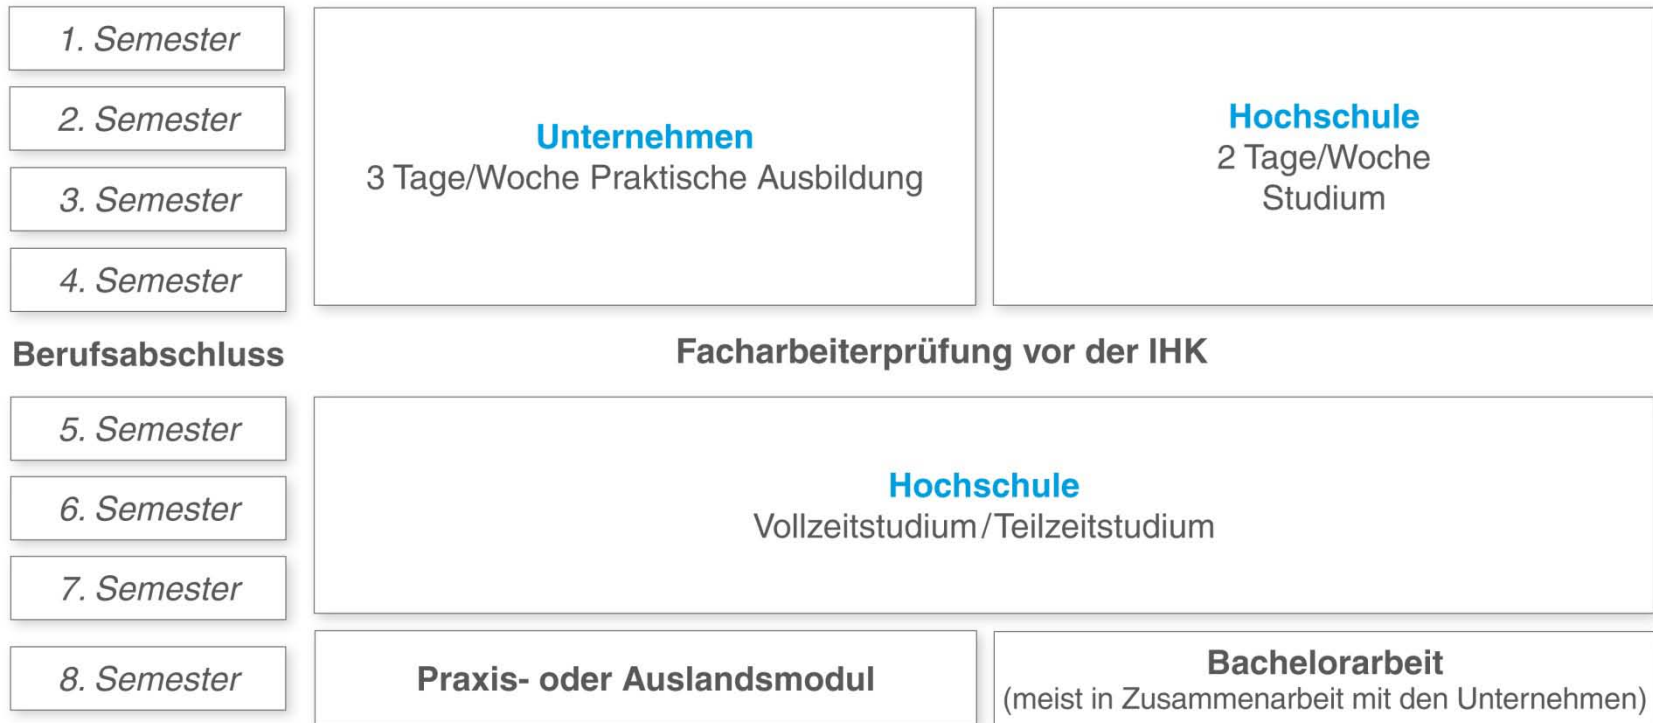 1. Semester
2. Semester
3. Semester
4. Semester
Unternehmen
3 Tage/Woche Praktische Ausbildung
Hochschule
2 Tage/Woche
Studium
Berufsabschluss
Facharbeiterprüfung vor der IHK
5. Semester
6. Semester
7. Semester
Hochschule
Vollzeitstudium/Teilzeitstudium
8. Semester
Praxis- oder Auslandsmodul
Bachelorarbeit
(meist in Zusammenarbeit mit den Unternehmen)